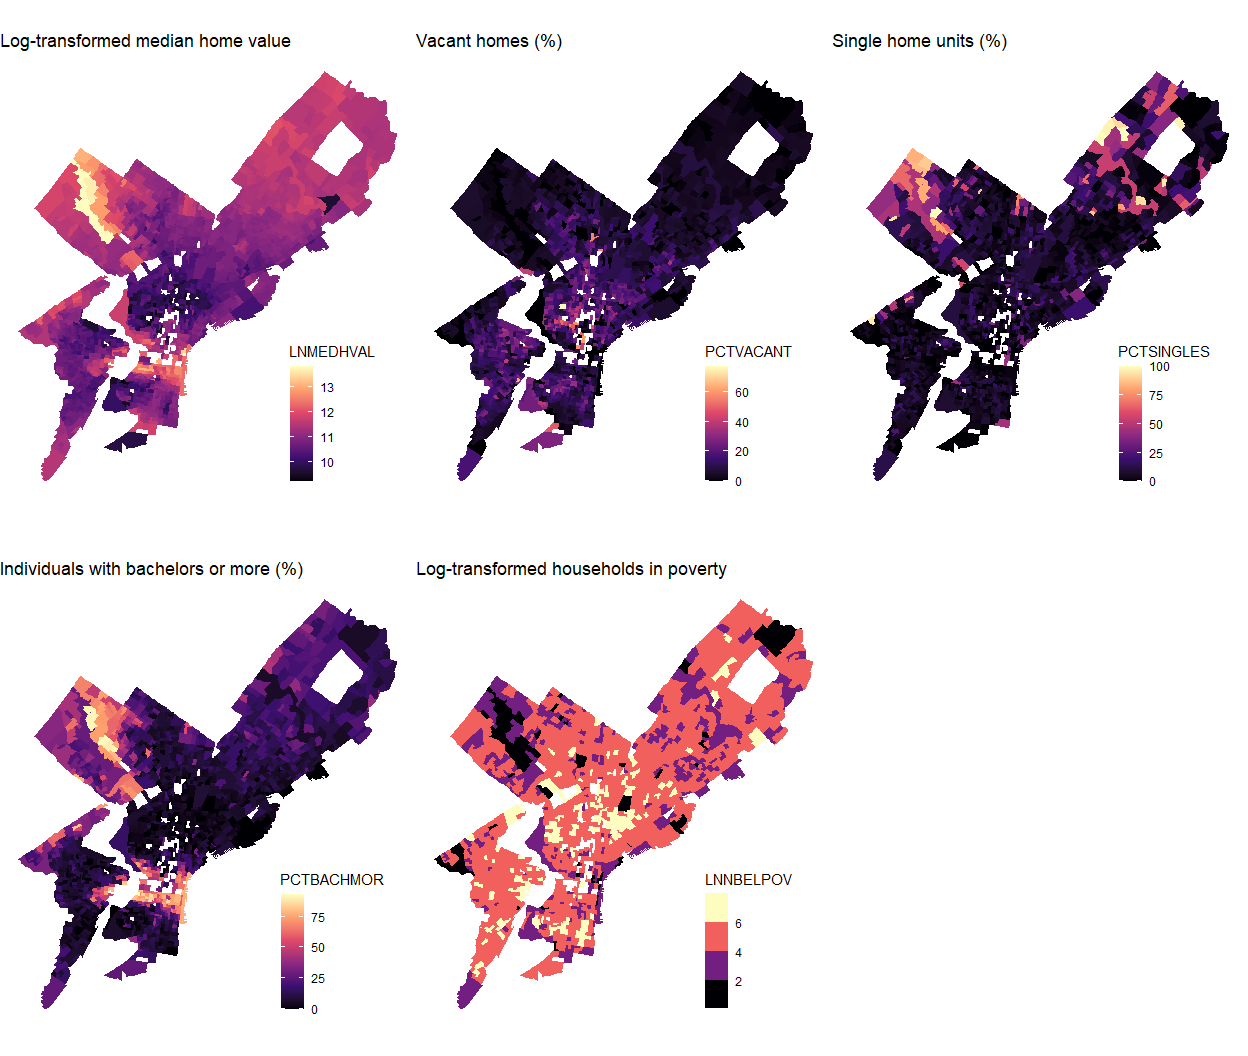 Log-transformed median home value
Vacant homes (%)
Single home units (%)
LNMEDHVAL
13
12
11
10
PCTVACANT
60
40
20
0
PCTSINGLES
100
75
50
25
0
Individuals with bachelors or more (%)
Log-transformed households in poverty
PCTBACHMOR
75
50
25
0
LNNBELPOV
6
4
2